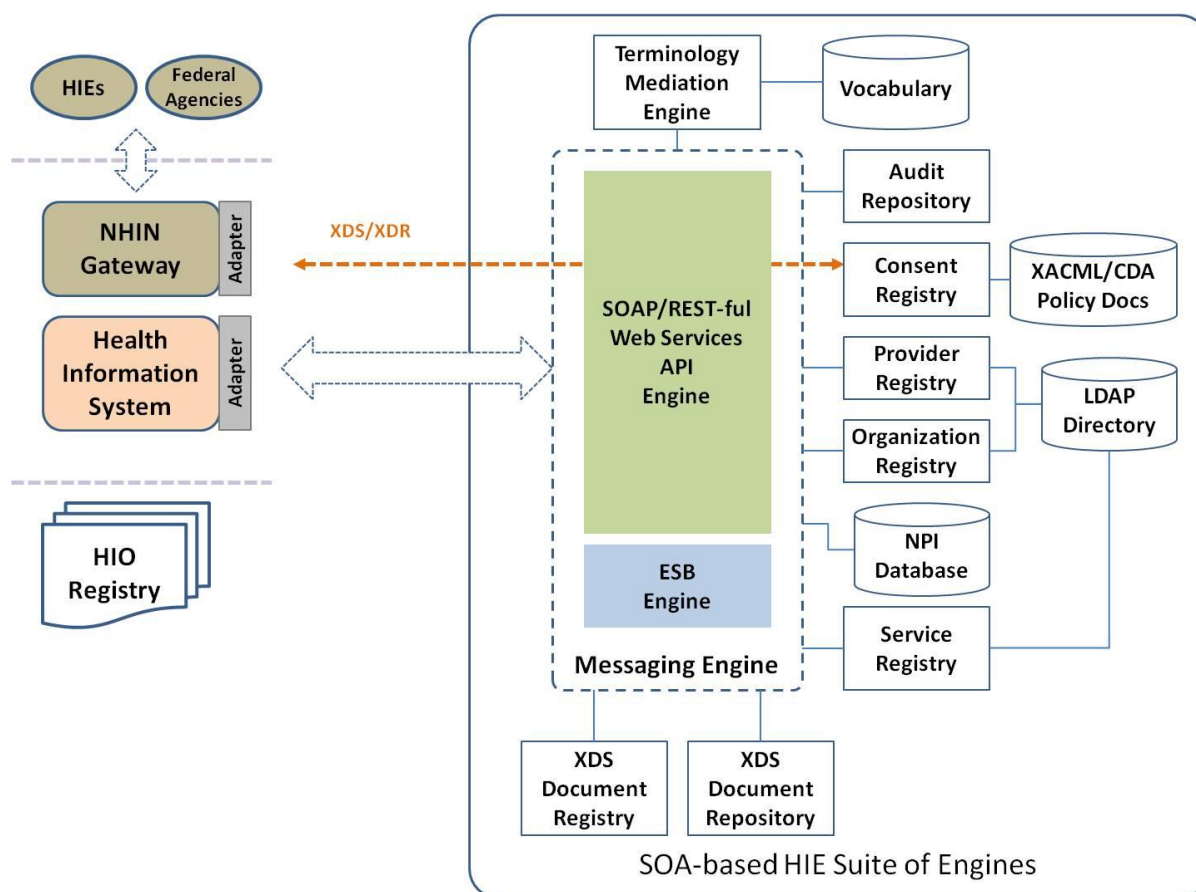 HIEs
Federal
Agencies
NHIN
Gateway
Adapter
Health
Information
System
Adapter
HIO
Registry
XDS/XDR
Terminology
Mediation
Engine
Vocabulary
SOAP/REST-ful
Web Services
API
Engine
ESB
Engine
Messaging Engine
Audit
Repository
Consent
Registry
XACML/CDA
Policy Docs
Provider
Registry
LDAP
Directory
Organization
Registry
NPI
Database
Service
Registry
XDS
Document
Registry
XDS
Document
Repository
SOA-based HIE Suite of Engines